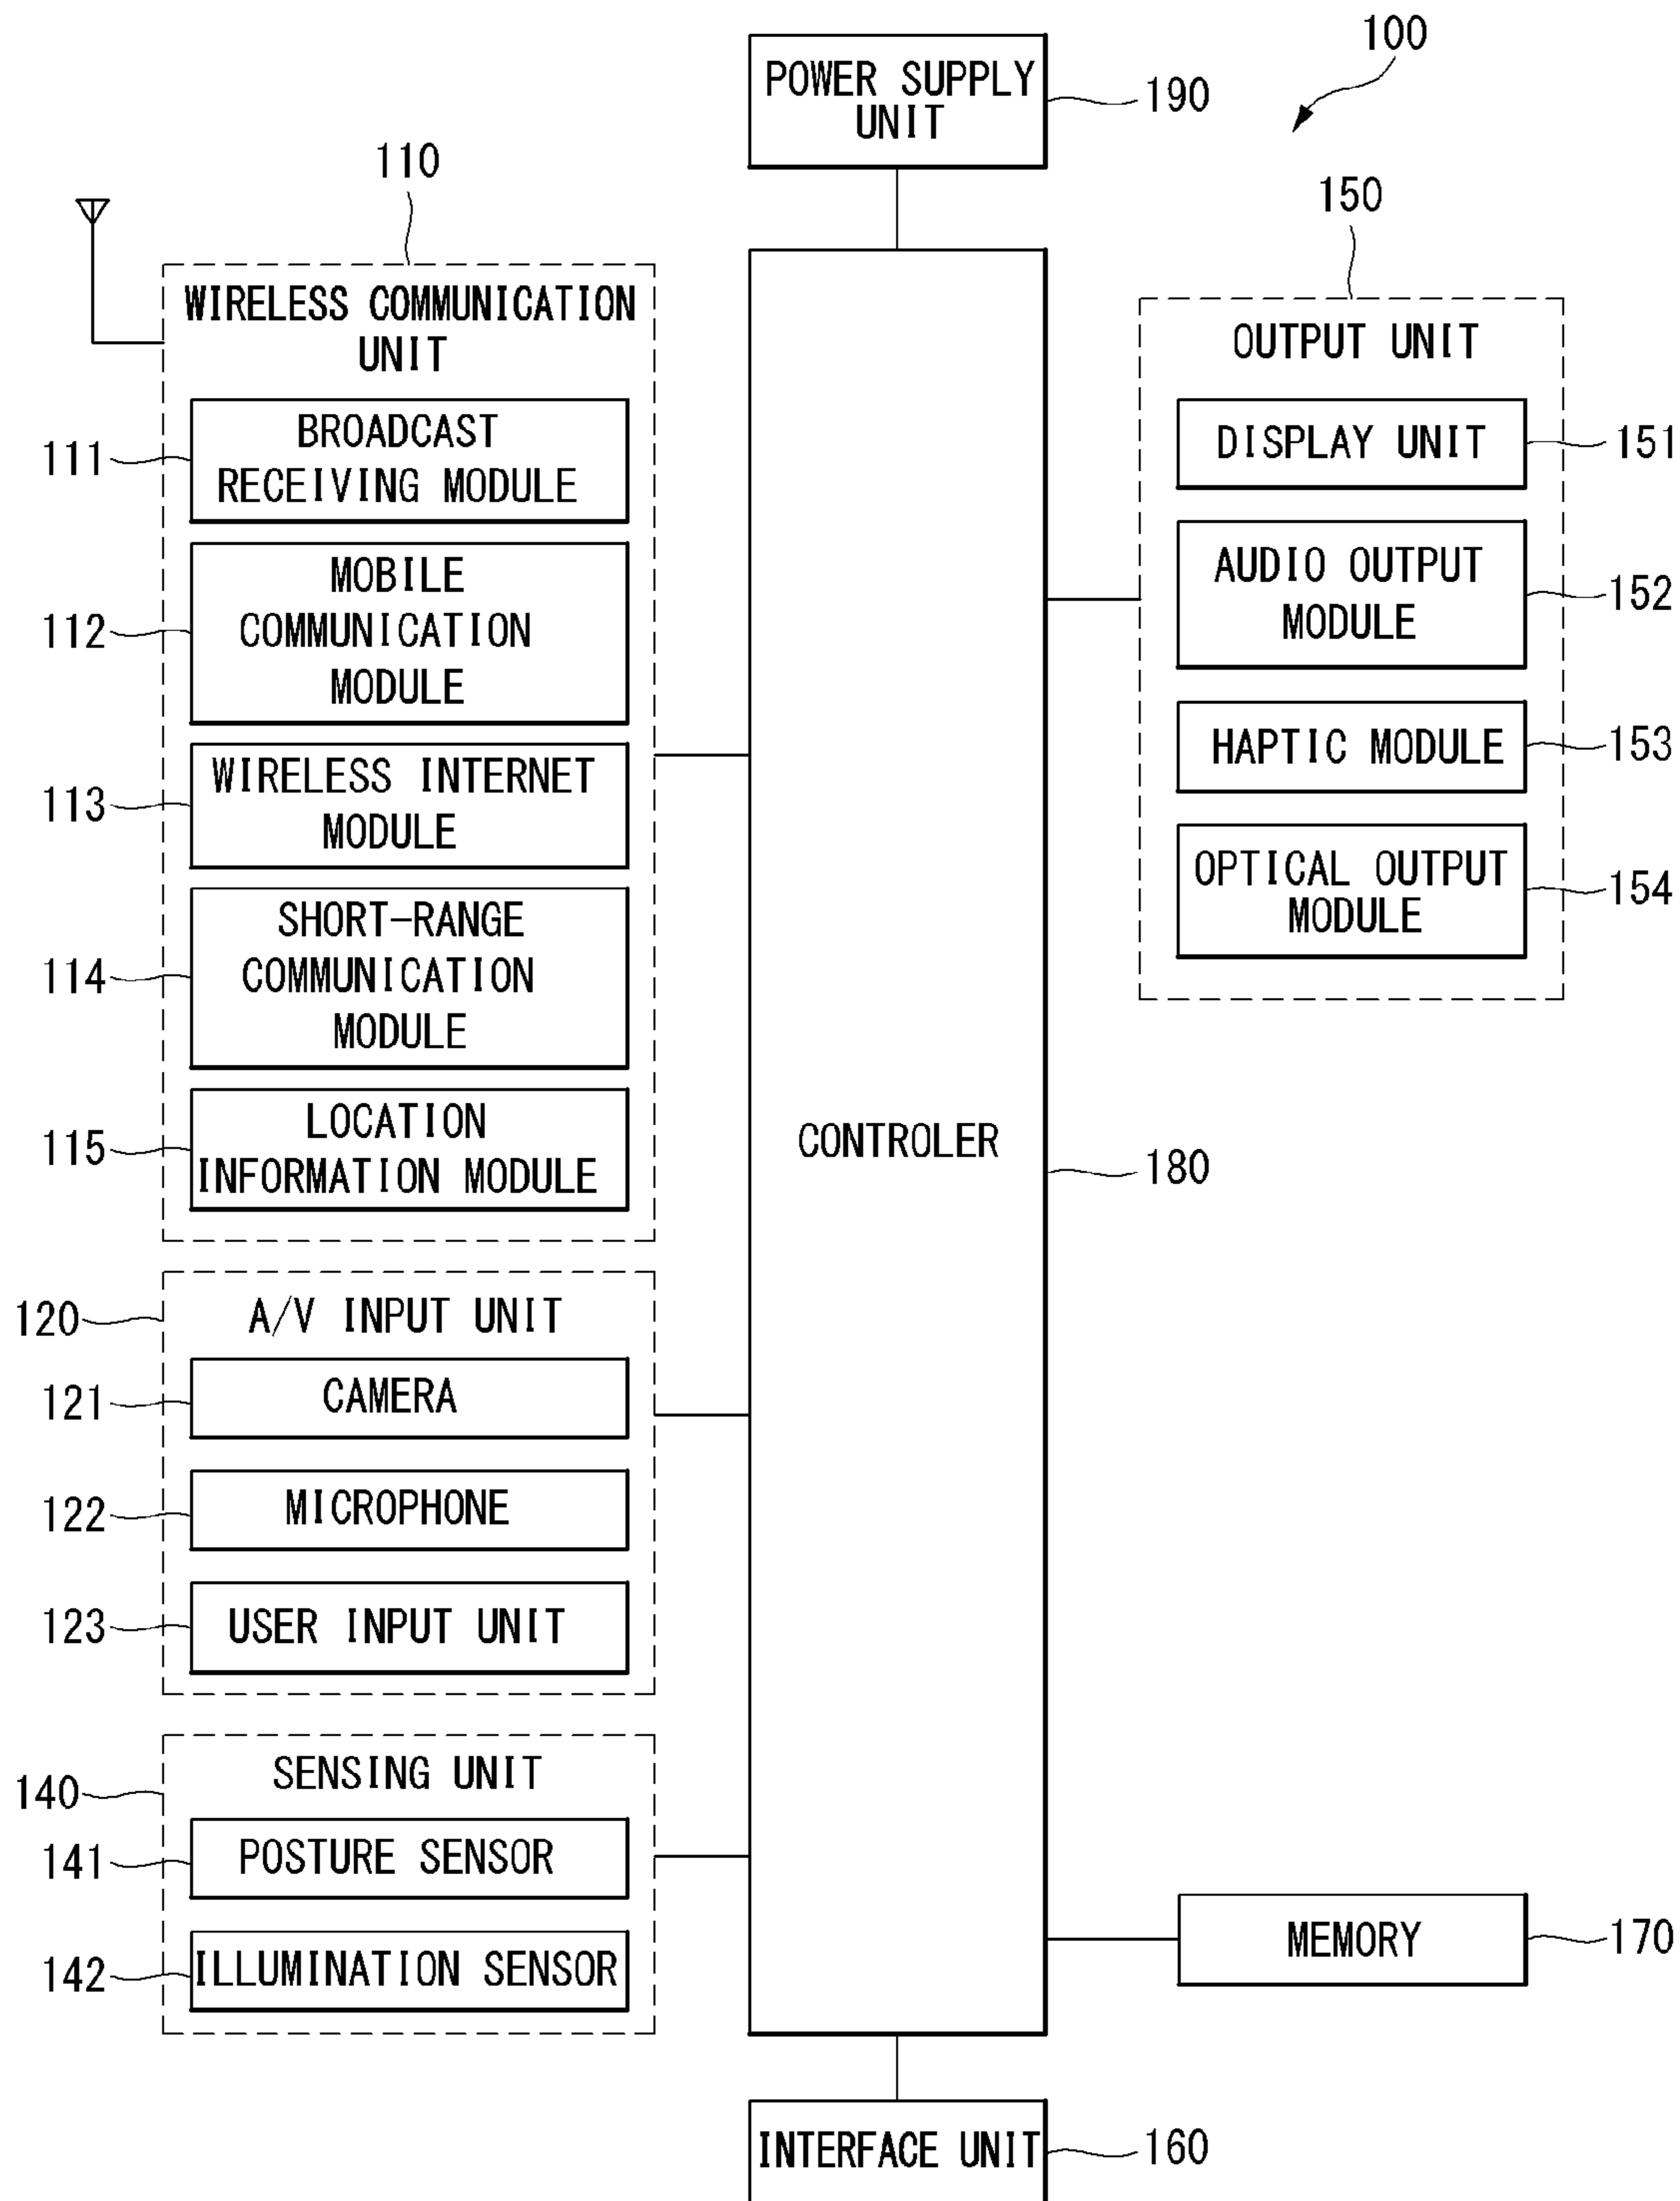 100
POWER SUPPLY
UNIT
190
110
WIRELESS COMMUNICATION
UNIT
111
BROADCAST
RECEIVING MODULE
112
MOBILE
COMMUNICATION
MODULE
113
WIRELESS INTERNET
MODULE
114
SHORT-RANGE
COMMUNICATION
MODULE
115
LOCATION
INFORMATION MODULE
120
A/V INPUT UNIT
121
CAMERA
122
MICROPHONE
123
USER INPUT UNIT
140
SENSING UNIT
141
POSTURE SENSOR
142
ILLUMINATION SENSOR
CONTROLER
180
150
OUTPUT UNIT
DISPLAY UNIT
151
AUDIO OUTPUT
MODULE
152
HAPTIC MODULE
153
OPTICAL OUTPUT
MODULE
154
MEMORY
170
INTERFACE UNIT
160